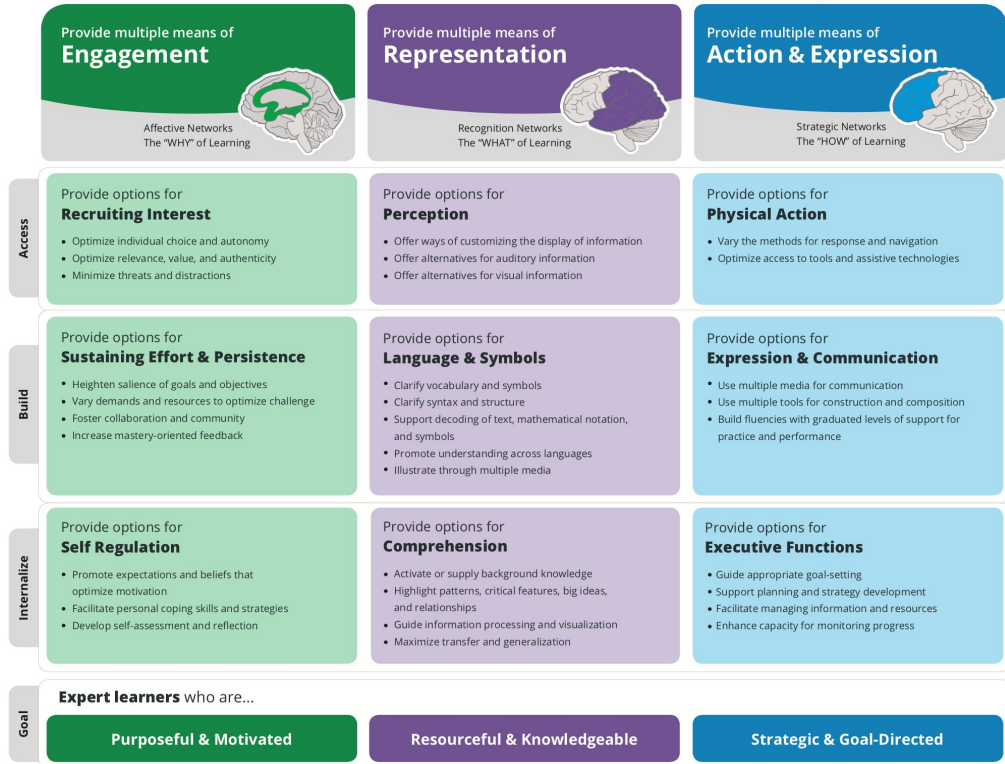 Provide multiple means of
Engagement
Affective Networks
The “WHY” of Learning
Provide multiple means of
Representation
Recognition Networks
The “WHAT” of Learning
Provide multiple means of
Action & Expression
Strategic Networks
The “HOW” of Learning
Access
Provide options for
Recruiting Interest
• Optimize individual choice and autonomy
• Optimize relevance, value, and authenticity
• Minimize threats and distractions
Provide options for
Perception
• Offer ways of customizing the display of information
• Offer alternatives for auditory information
• Offer alternatives for visual information
Provide options for
Physical Action
• Vary the methods for response and navigation
• Optimize access to tools and assistive technologies
Build
Provide options for
Sustaining Effort & Persistence
• Heighten salience of goals and objectives
• Vary demands and resources to optimize challenge
• Foster collaboration and community
• Increase mastery-oriented feedback
Provide options for
Language & Symbols
• Clarify vocabulary and symbols
• Clarify syntax and structure
• Support decoding of text, mathematical notation,
and symbols
• Promote understanding across languages
• Illustrate through multiple media
Provide options for
Expression & Communication
• Use multiple media for communication
• Use multiple tools for construction and composition
• Build fluencies with graduated levels of support for
practice and performance
Internalize
Provide options for
Self Regulation
• Promote expectations and beliefs that
optimize motivation
• Facilitate personal coping skills and strategies
• Develop self-assessment and reflection
Provide options for
Comprehension
• Activate or supply background knowledge
• Highlight patterns, critical features, big ideas,
and relationships
• Guide information processing and visualization
• Maximize transfer and generalization
Provide options for
Executive Functions
• Guide appropriate goal-setting
• Support planning and strategy development
• Facilitate managing information and resources
• Enhance capacity for monitoring progress
Goal
Expert learners who are...
Purposeful & Motivated
Resourceful & Knowledgeable
Strategic & Goal-Directed